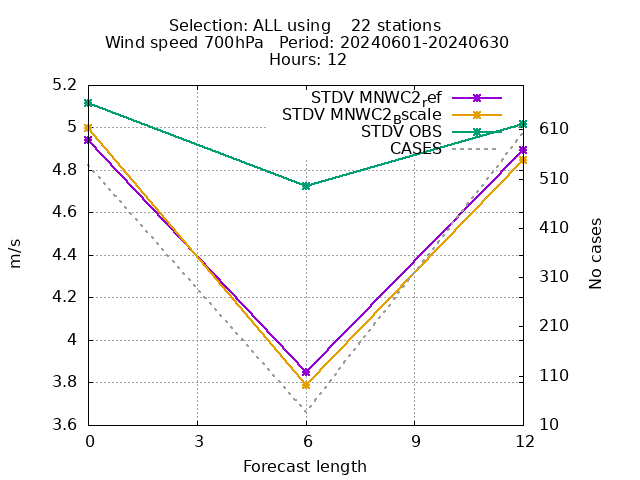 Selection: ALL using    22 stations
Wind speed 700hPa   Period: 20240601-20240630
Hours: 12
STDV MNWC2ref
STDV MNWC2Bscale
STDV OBS
CASES
5.2
5
4.8
4.6
4.4
4.2
4
3.8
3.6
m/s
610
510
410
310
210
110
10
No cases
0
3
6
9
12
Forecast length